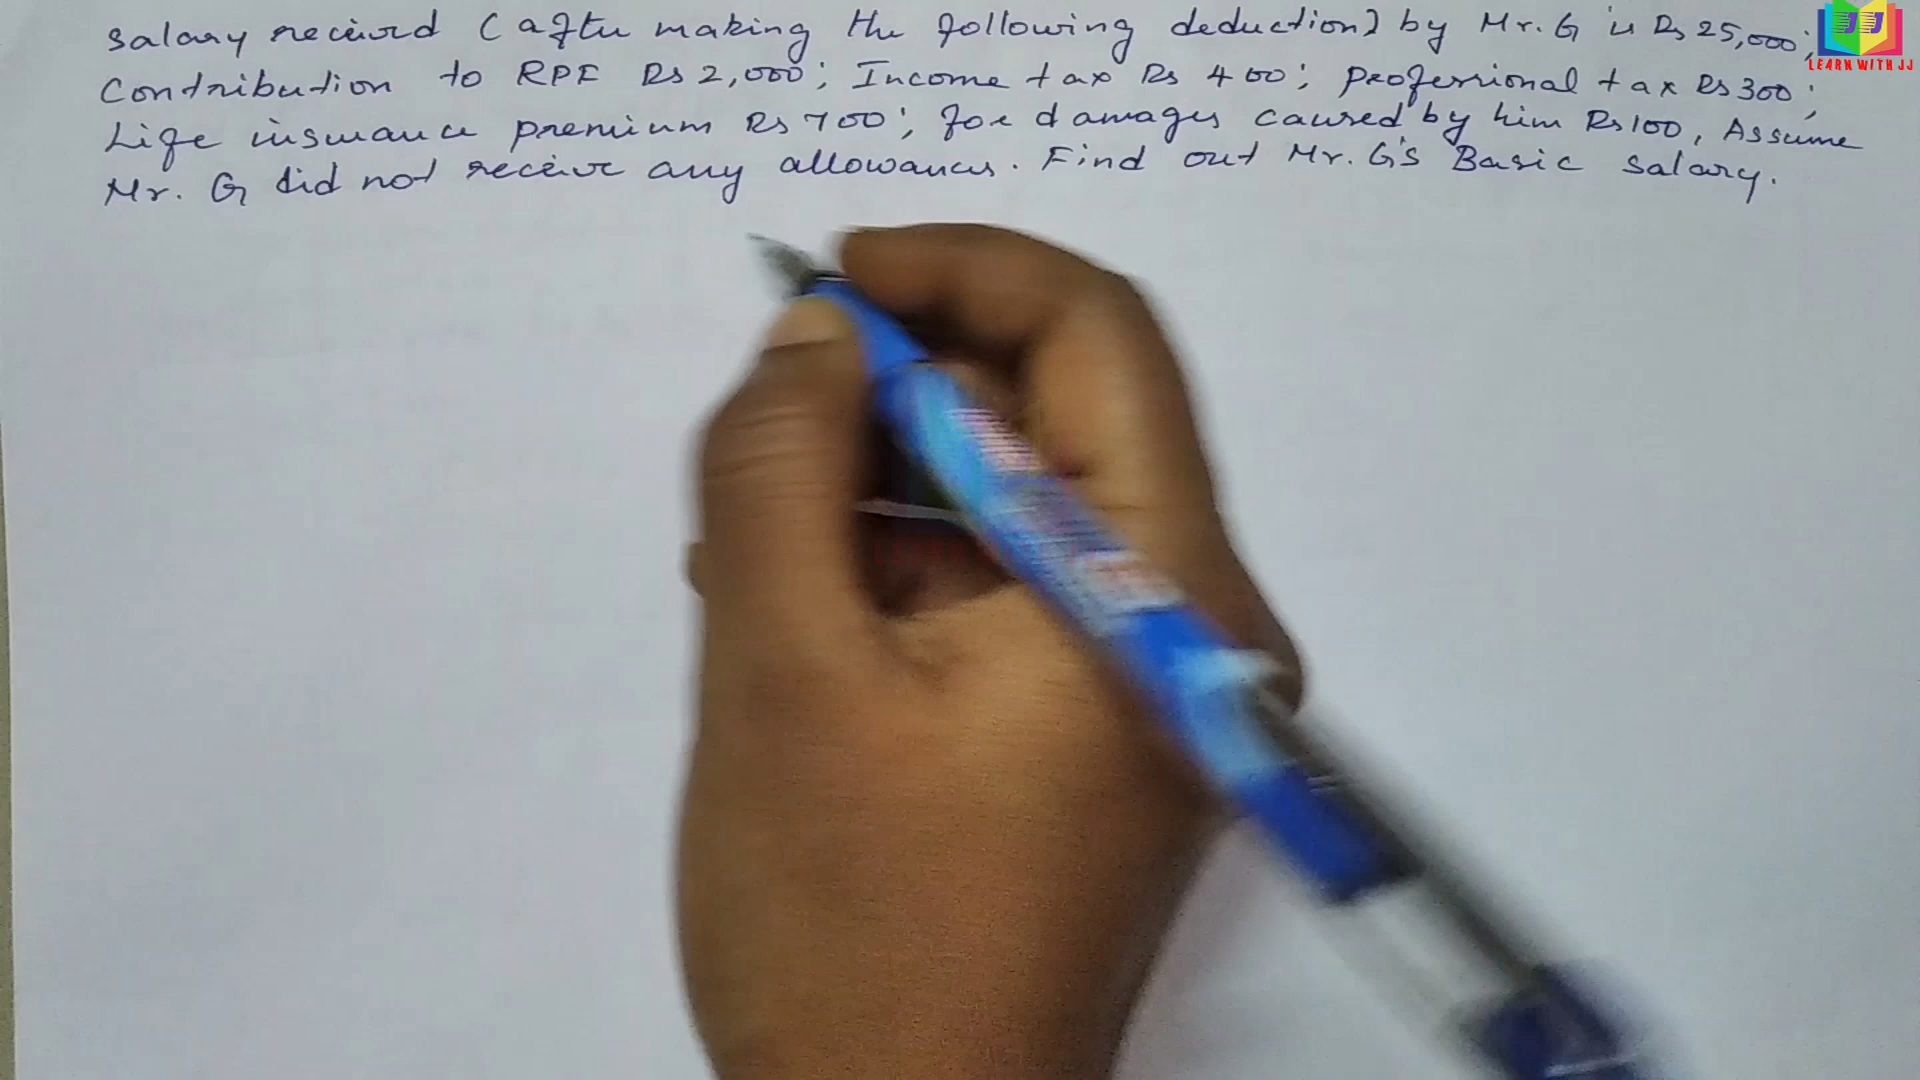 Salary received (after making the following deduction) by Mr. G is Rs 25,000;
Contribution to RPF Rs 2,000; Income tax Rs 400; professional tax Rs 300;
Life insurance premium Rs 700; for damages caused by him Rs 100, Assume
Mr. G did not receive any allowances. Find out Mr. G's Basic Salary.
LEARN WITH JJ